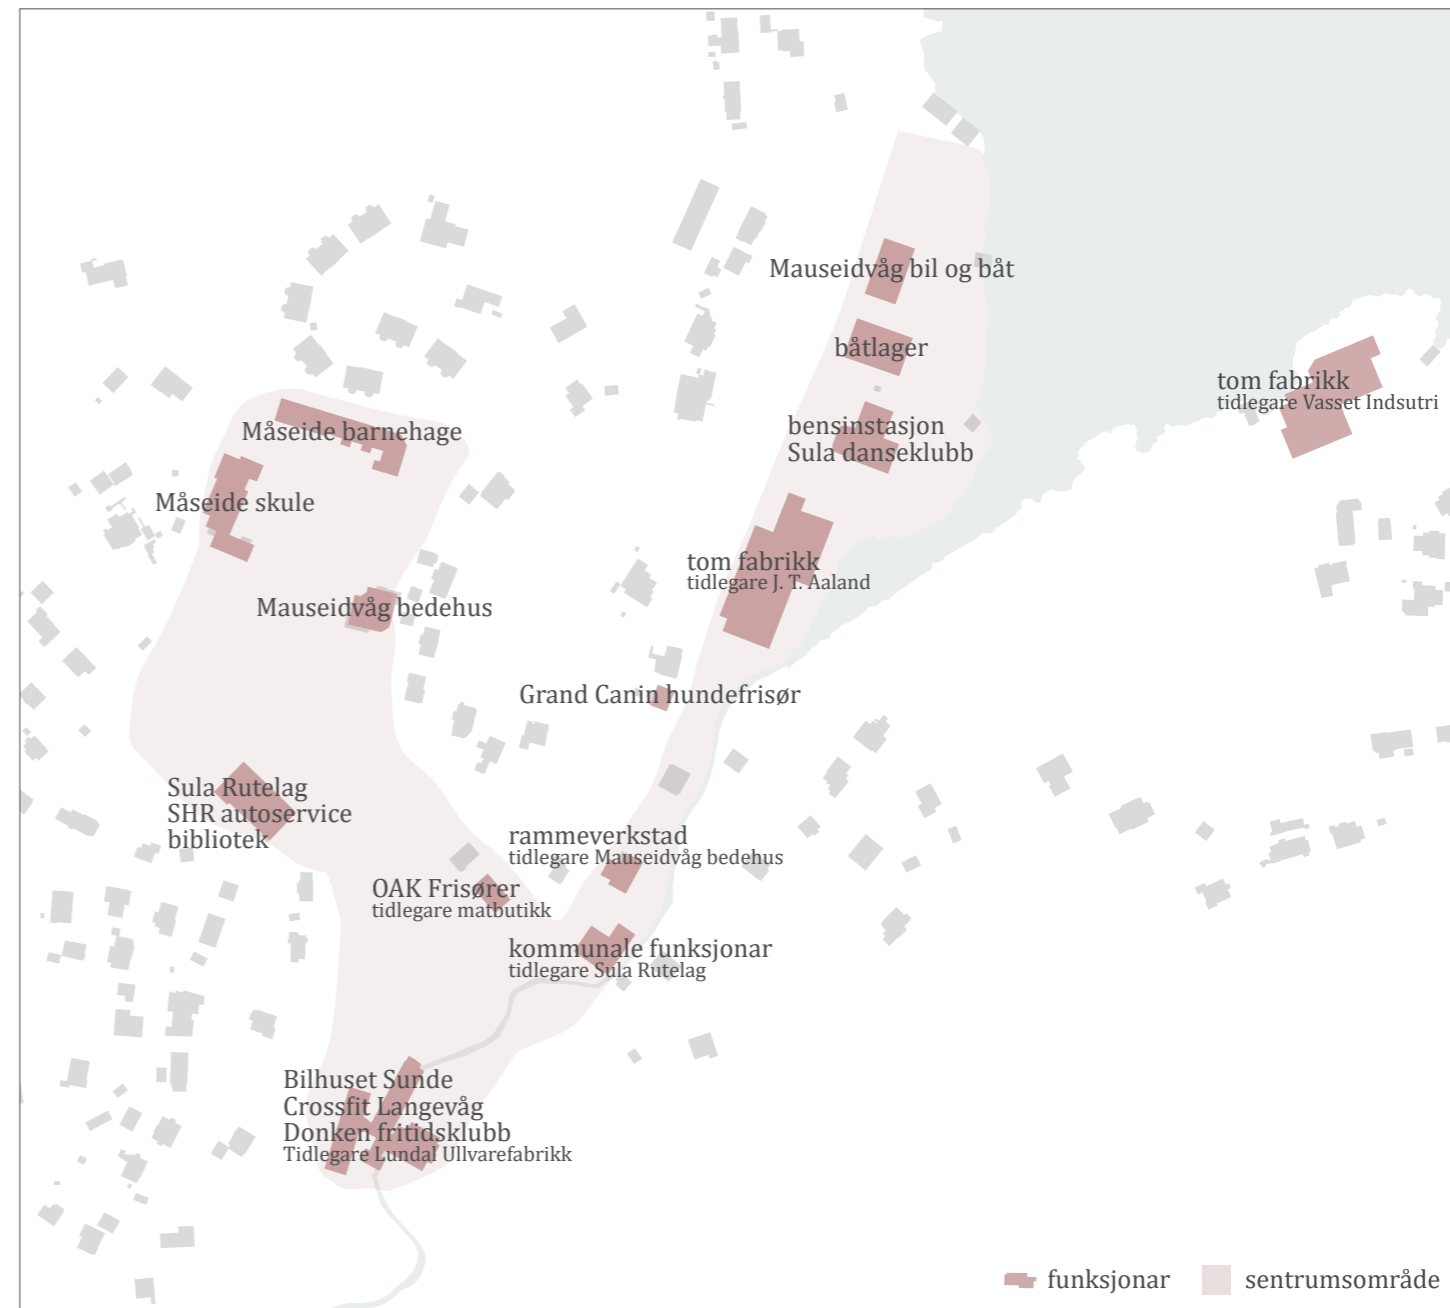 Mauseidvåg bil og båt
båtlager
tom fabrikk
tidlegare Vasset Indsutri
bensinstasjon
Sula danseklubb
Måseide barnehage
Måseide skule
tom fabrikk
tidlegare J. T. Aaland
Mauseidvåg bedehus
Grand Canin hundefrisør
Sula Rutelag
SHR autoservice
bibliotek
rammeverkstad
tidlegare Mauseidvåg bedehus
OAK Frisører
tidlegare matbutikk
kommunale funksjonar
tidlegare Sula Rutelag
Bilhuset Sunde
Crossfit Langevåg
Donken fritidsklubb
Tidlegare Lundal Ullvarefabrikk
funksjonar
sentrumsområde